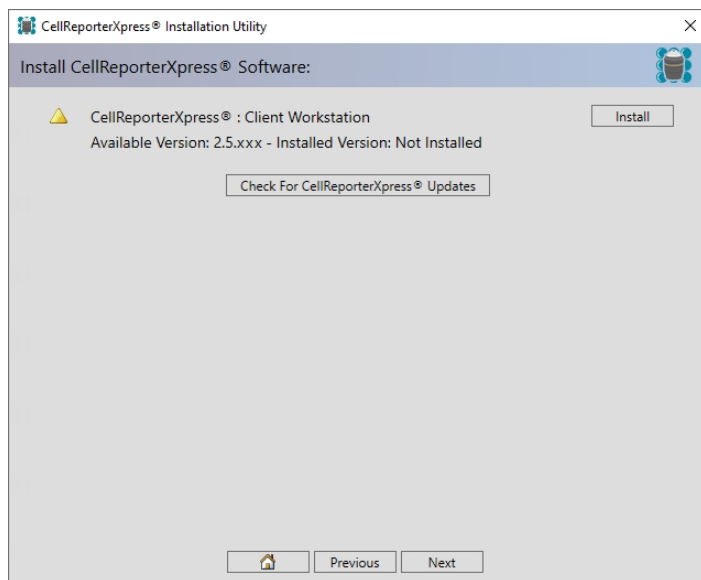 CellReporterXpress® Installation Utility
Install CellReporterXpress® Software:
CellReporterXpress® : Client Workstation
Install
Available Version: 2.5.xxx - Installed Version: Not Installed
Check For CellReporterXpress® Updates
Previous
Next